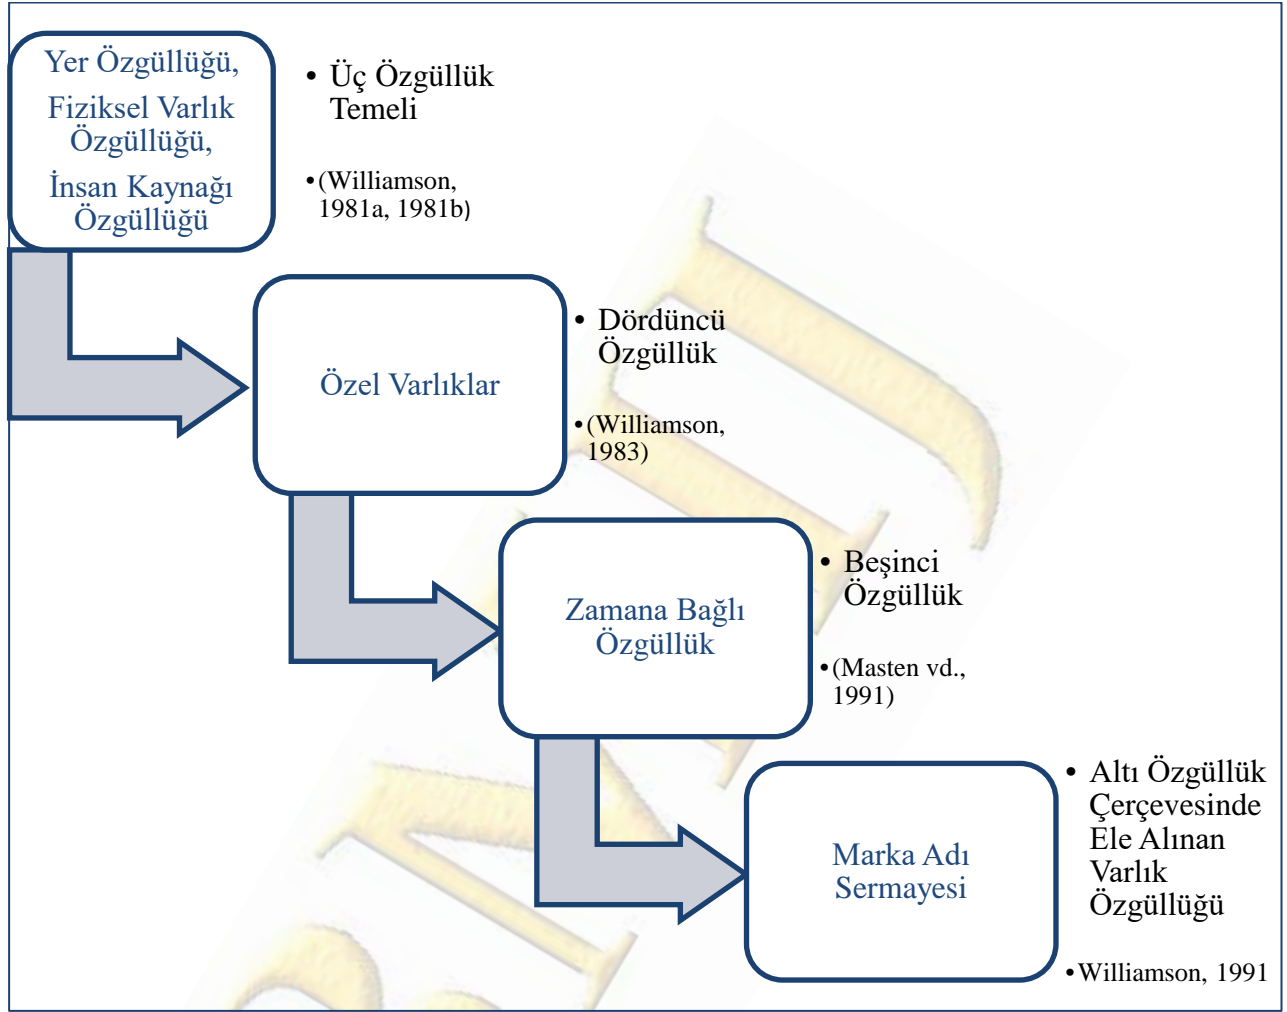 Yer Özgüllüğü,
Fiziksel Varlık
Özgüllüğü,
İnsan Kaynağı
Özgüllüğü
• Üç Özgüllük
Temeli
•(Williamson,
1981a, 1981b)
Özel Varlıklar
• Dördüncü
Özgüllük
•(Williamson,
1983)
Zamana Bağlı
Özgüllük
• Beşinci
Özgüllük
•(Masten vd.,
1991)
Marka Adı
Sermayesi
• Altı Özgüllük
Çerçevesinde
Ele Alınan
Varlık
Özgüllüğü
•Williamson, 1991